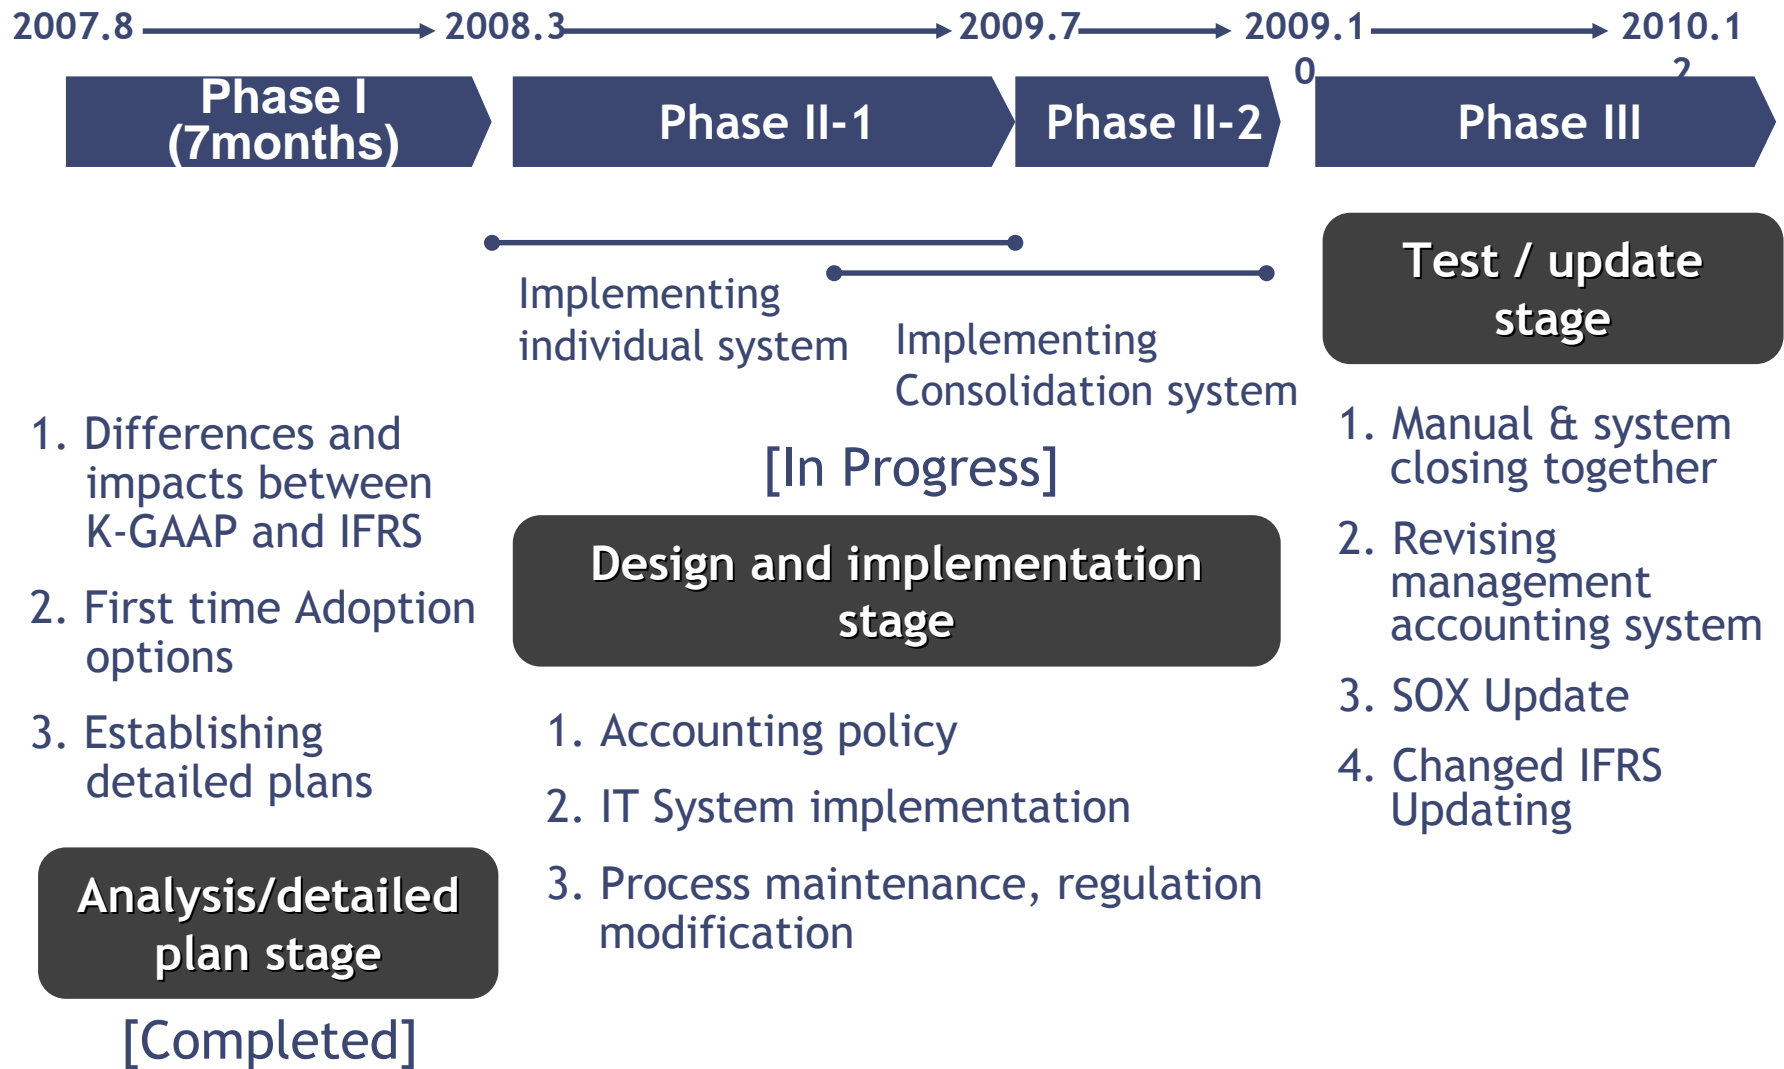 2007.8 2008.3 2009.7 2009.1 2010.1
0 2
Phase I
(7months)
Phase II-1
Phase II-2
Phase III
Implementing
individual system
Implementing
Consolidation system
[In Progress]
1. Differences and
impacts between
K-GAAP and IFRS
2. First time Adoption
options
3. Establishing
detailed plans
Analysis/detailed
plan stage
[Completed]
Design and implementation
stage
1. Accounting policy
2. IT System implementation
3. Process maintenance, regulation
modification
Test / update
stage
1. Manual & system
closing together
2. Revising
management
accounting system
3. SOX Update
4. Changed IFRS
Updating